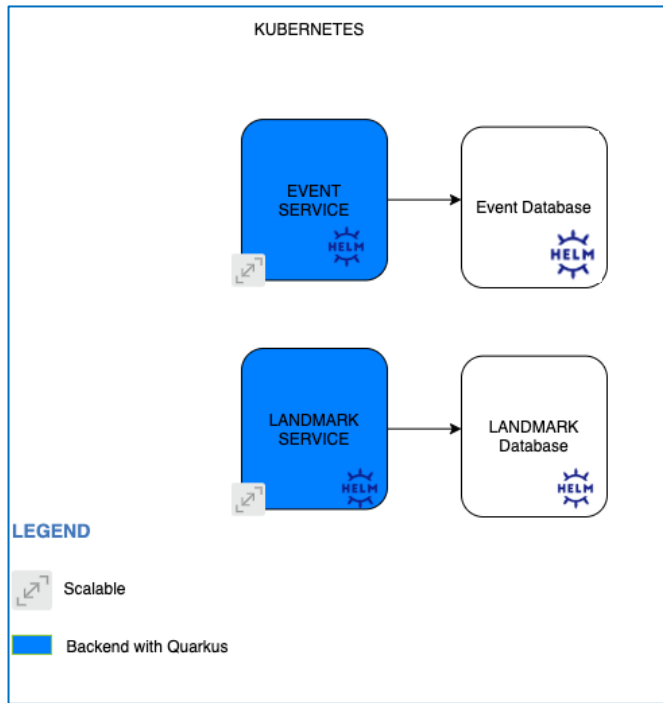 KUBERNETES
EVENT
SERVICE
HELM
Event Database
HELM
LANDMARK
SERVICE
HELM
LANDMARK
Database
HELM
LEGEND
Scalable
Backend with Quarkus